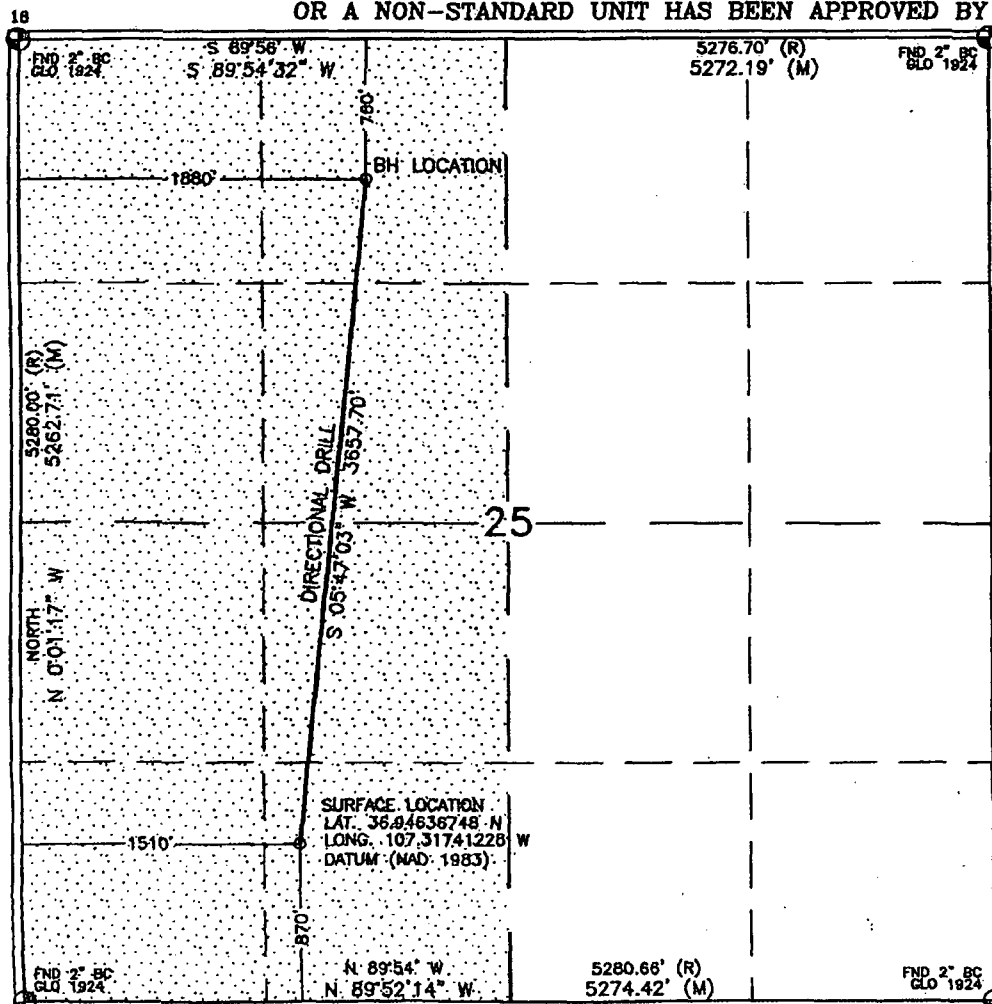 OR A NON-STANDARD UNIT HAS BEEN APPROVED BY
18
FND 2" BC
GLO 1924
S 89°56' W
S 89°54'32" W
5276.70' (R)
5272.19' (M)
FND 2" BC
GLO 1924
760'
BH LOCATION
1880'
5280.00' (R)
5262.71' (M)
DIRECTIONAL DRILL
S 05°47'03" W 3657.70'
25
NORTH
N 0°01'17" W
SURFACE LOCATION
LAT. 36.94636748 N
LONG. 107.31741228 W
DATUM (NAD 1983)
1510'
870'
FND 2" BC
GLO 1924
N 89°54' W
N 89°52'14" W
5280.66' (R)
5274.42' (M)
FND 2" BC
GLO 1924